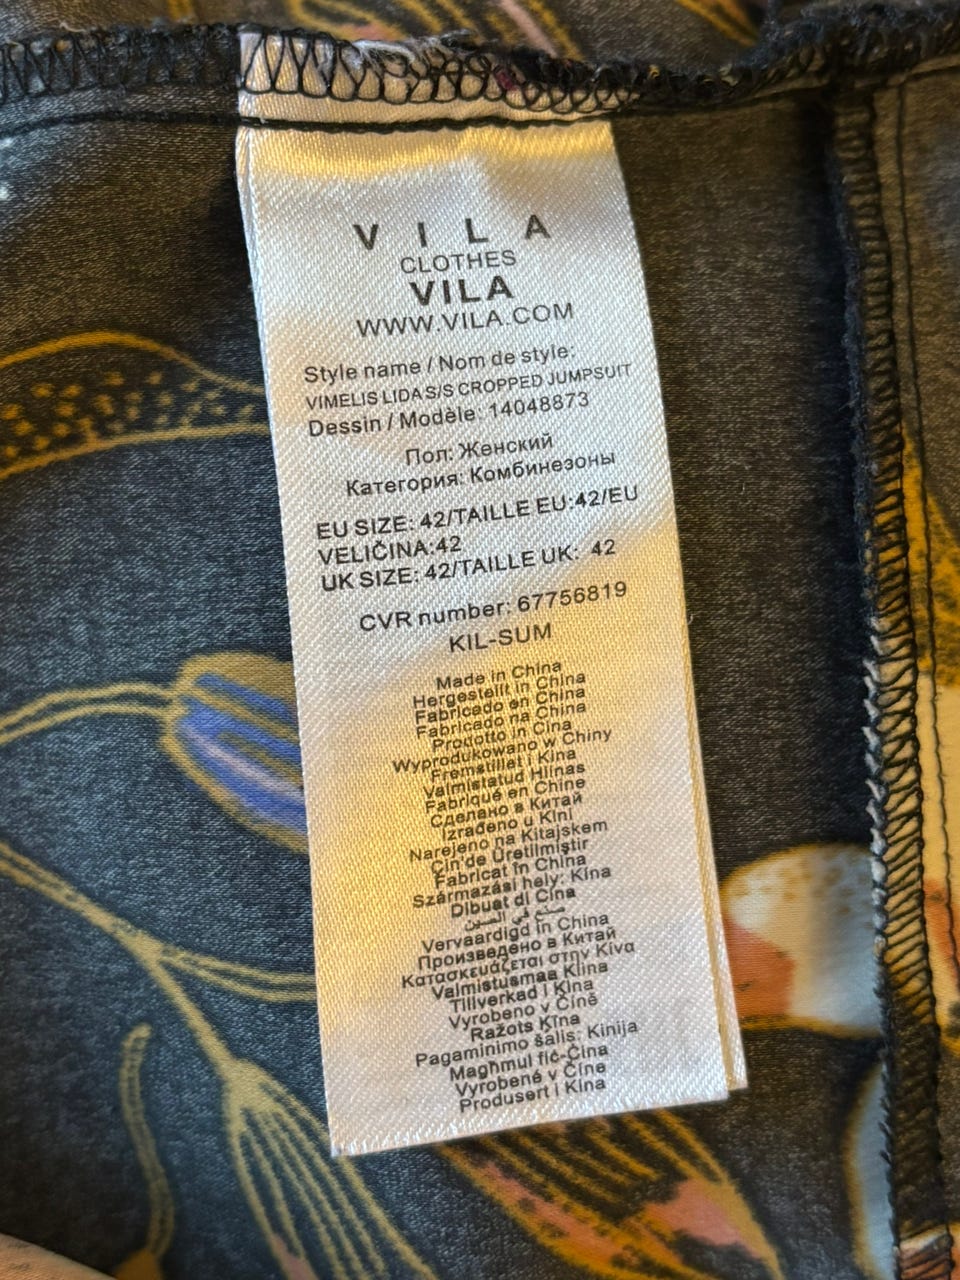 V I L A
CLOTHES
VILA
WWW.VILA.COM
Style name / Nom de style:
VIMELIS LIDA S/S CROPPED JUMPSUIT
Dessin / Modèle: 14048873
Пол: Женский
Категория: Комбинезоны
EU SIZE: 42/TAILLE EU:42/EU
VELIČINA:42
UK SIZE: 42/TAILLE UK: 42
CVR number: 67756819
KIL-SUM
Made in China
Hergestellt in China
Fabricado en China
Fabricado na China
Prodotto in Cina
Wyprodukowano w Chiny
Fremstillet i Kina
Valmistatud Hiinas
Fabriqué en Chine
Сделано в Китай
Izrađeno u Kini
Narejeno na Kitajskem
Çin'de Üretilmiştir
Fabricat în China
Származási hely: Kína
Dibuat di Cina
صنع في الصين
Vervaardigd in China
Произведено в Китай
Κατασκευάζεται στην Κίνα
Valmistusmaa Kiina
Tillverkad i Kina
Vyrobeno v Číně
Ražots Ķīna
Pagaminimo šalis: Kinija
Magħmul fiċ-Ċina
Vyrobené v Číne
Produsert i Kina